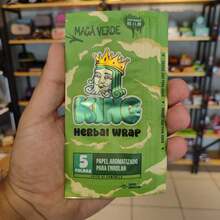 MAÇÃ VERDE
KING
HERBAL WRAP
5
FOLHAS
PAPEL AROMATIZADO
PARA ENROLAR